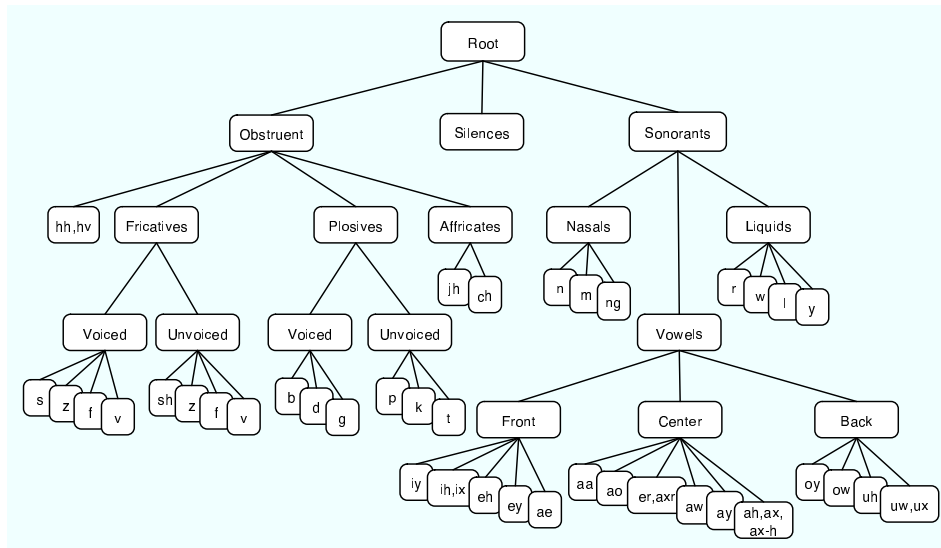 Root
Obstruent
Silences
Sonorants
hh,hv
Fricatives
Plosives
Affricates
Nasals
Liquids
jh
ch
n
m
ng
r
w
l
y
Voiced
Unvoiced
Voiced
Unvoiced
Vowels
s
z
f
v
sh
z
f
v
b
d
g
p
k
t
Front
Center
Back
iy
ih,ix
eh
ey
ae
aa
ao
er,axr
aw
ay
ah,ax,
ax-h
oy
ow
uh
uw,ux